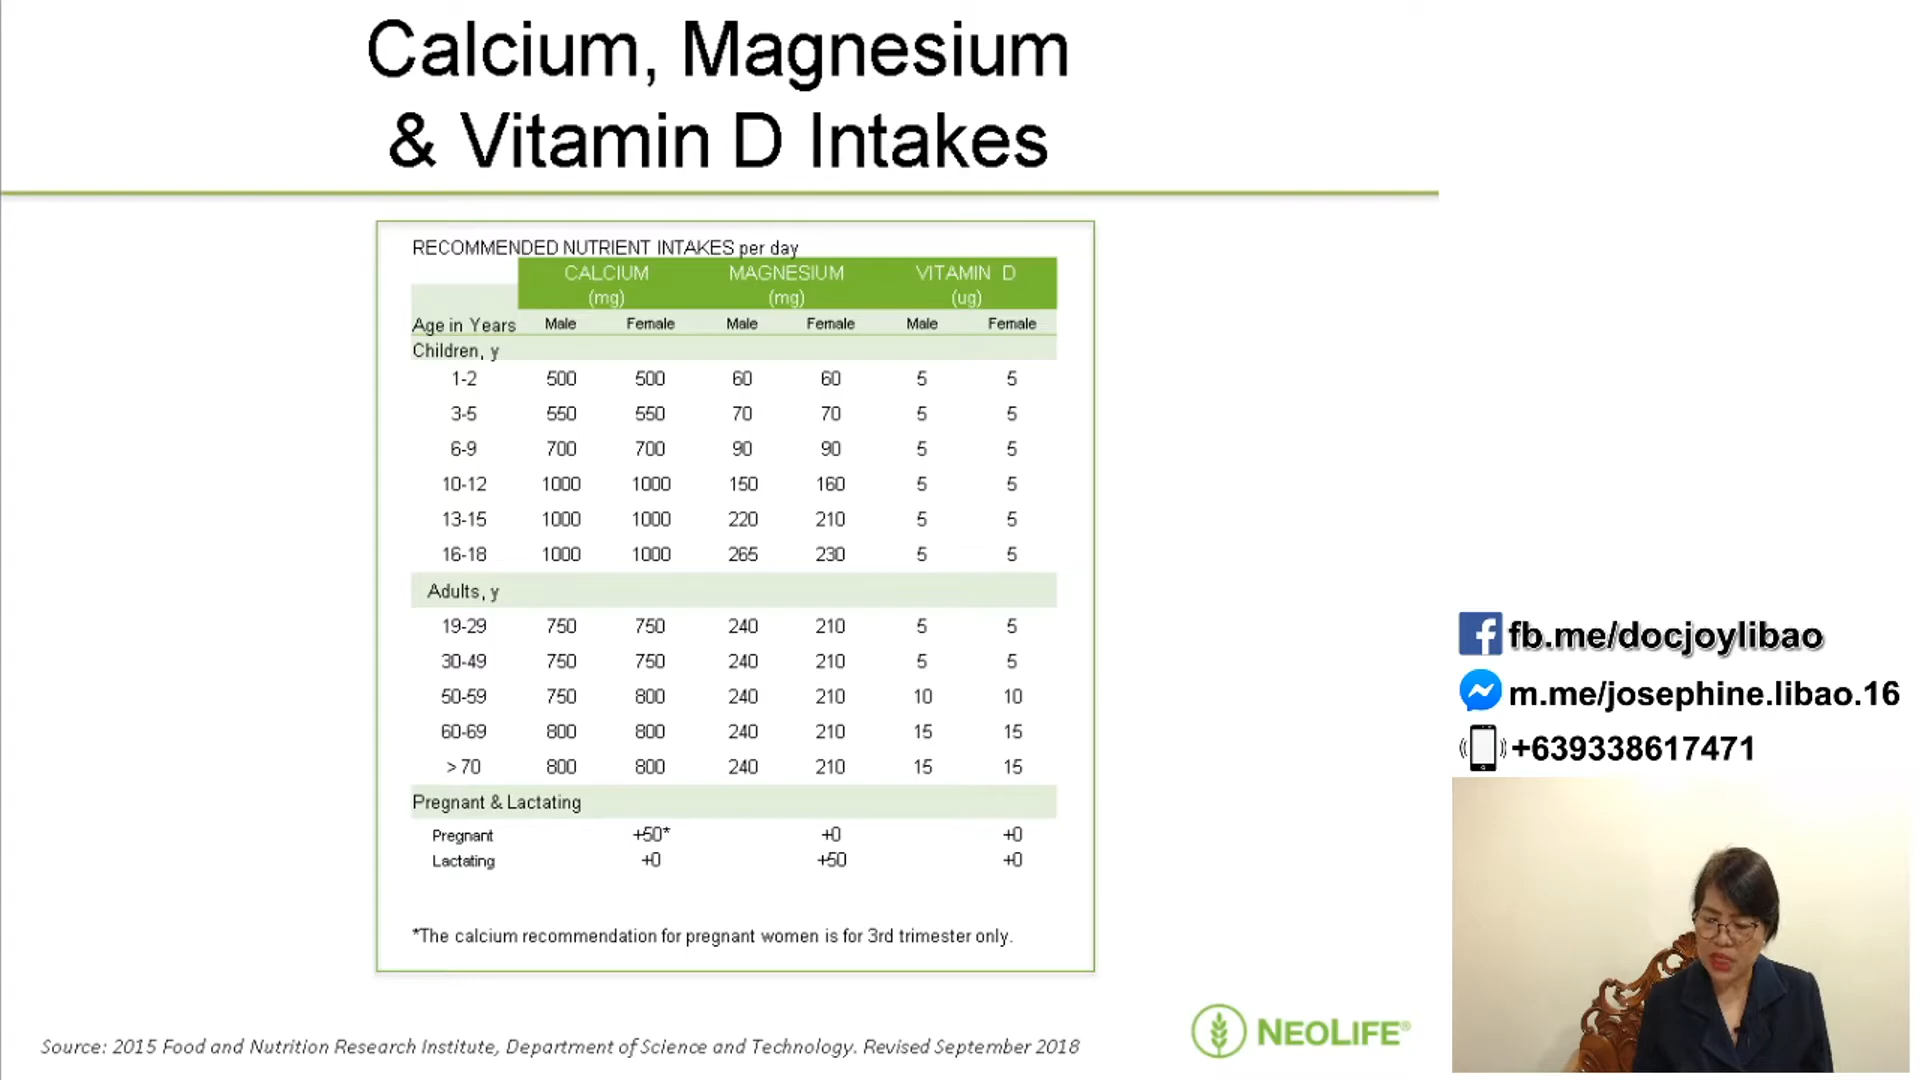 Calcium, Magnesium
& Vitamin D Intakes
RECOMMENDED NUTRIENT INTAKES per day
CALCIUM MAGNESIUM VITAMIN D
(mg) (mg) (ug)
Age in Years Male Female Male Female Male Female
Children, y
1-2 500 500 60 60 5 5
3-5 550 550 70 70 5 5
6-9 700 700 90 90 5 5
10-12 1000 1000 150 160 5 5
13-15 1000 1000 220 210 5 5
16-18 1000 1000 265 230 5 5
Adults, y
19-29 750 750 240 210 5 5
30-49 750 750 240 210 5 5
50-59 750 800 240 210 10 10
60-69 800 800 240 210 15 15
>70 800 800 240 210 15 15
Pregnant & Lactating
Pregnant +50* +0 +0
Lactating +0 +50 +0
*The calcium recommendation for pregnant women is for 3rd trimester only.
Source: 2015 Food and Nutrition Research Institute, Department of Science and Technology. Revised September 2018
NEOLIFE®
fb.me/docjoylibao
m.me/josephine.libao.16
+639338617471